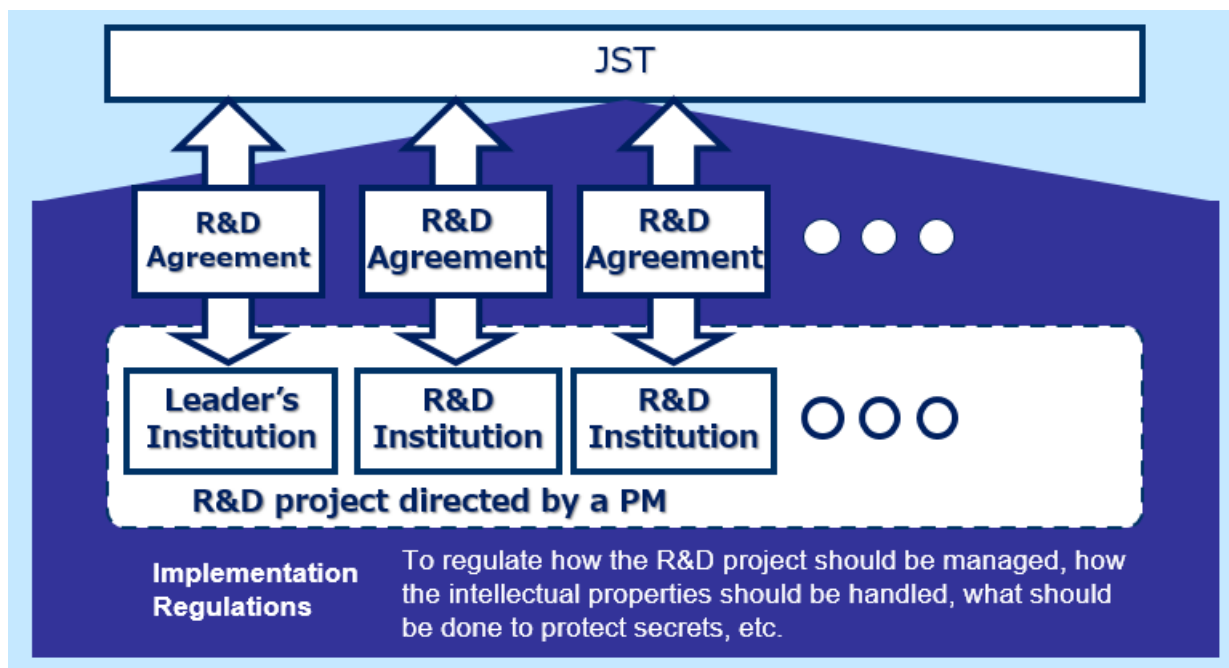 JST
R&D
Agreement
R&D
Agreement
R&D
Agreement
Leader's
Institution
R&D
Institution
R&D
Institution
R&D project directed by a PM
Implementation
Regulations
To regulate how the R&D project should be managed, how
the intellectual properties should be handled, what should
be done to protect secrets, etc.